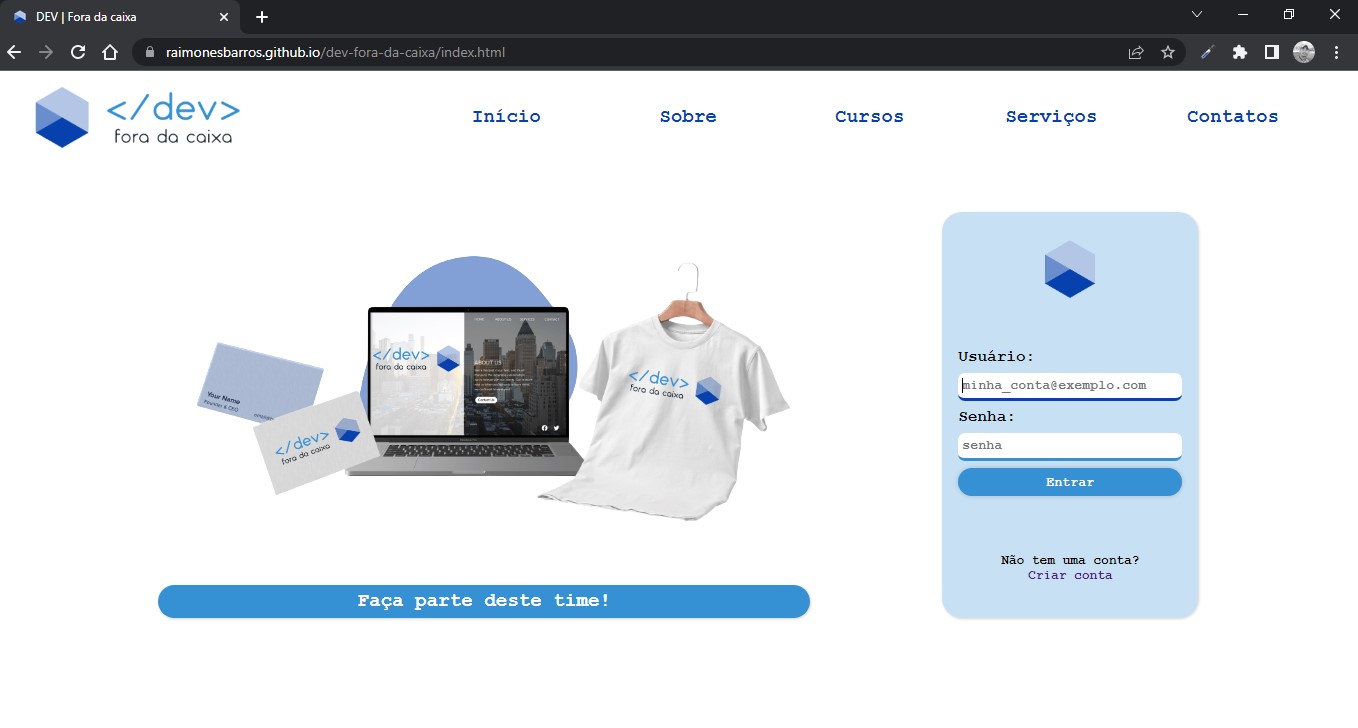 DEV | Fora da caixa
raimonesbarros.github.io/dev-fora-da-caixa/index.html
</dev>
fora da caixa
Início Sobre Cursos Serviços Contatos
HOME ABOUT US SERVICES CONTACT
</dev>
fora da caixa
ABOUT US
Contact Us
</dev>
fora da caixa
Your Name
Founder & CEO
</dev>
fora da caixa
Usuário:
minha_conta@exemplo.com
Senha:
senha
Entrar
Não tem uma conta?
Criar conta
Faça parte deste time!